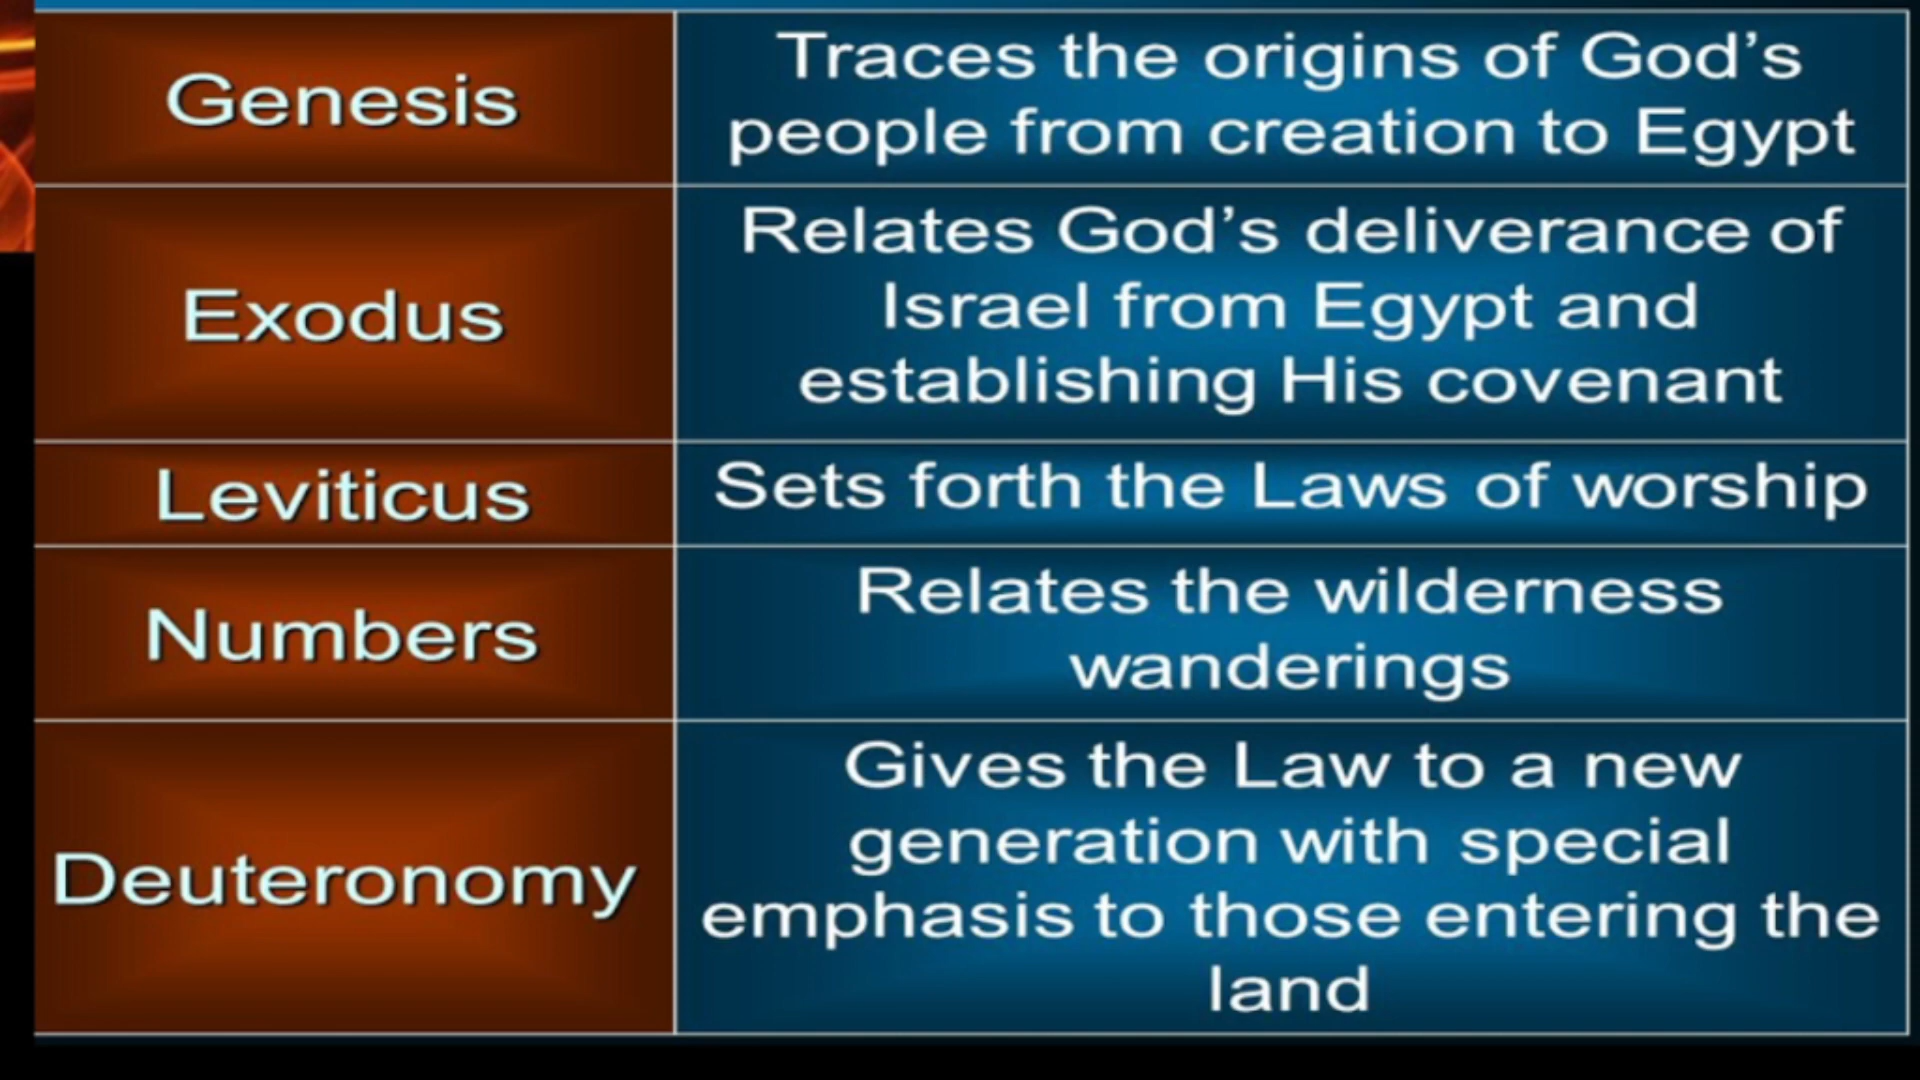 Genesis
Traces the origins of God’s
people from creation to Egypt
Exodus
Relates God’s deliverance of
Israel from Egypt and
establishing His covenant
Leviticus
Sets forth the Laws of worship
Numbers
Relates the wilderness
wanderings
Deuteronomy
Gives the Law to a new
generation with special
emphasis to those entering the
land